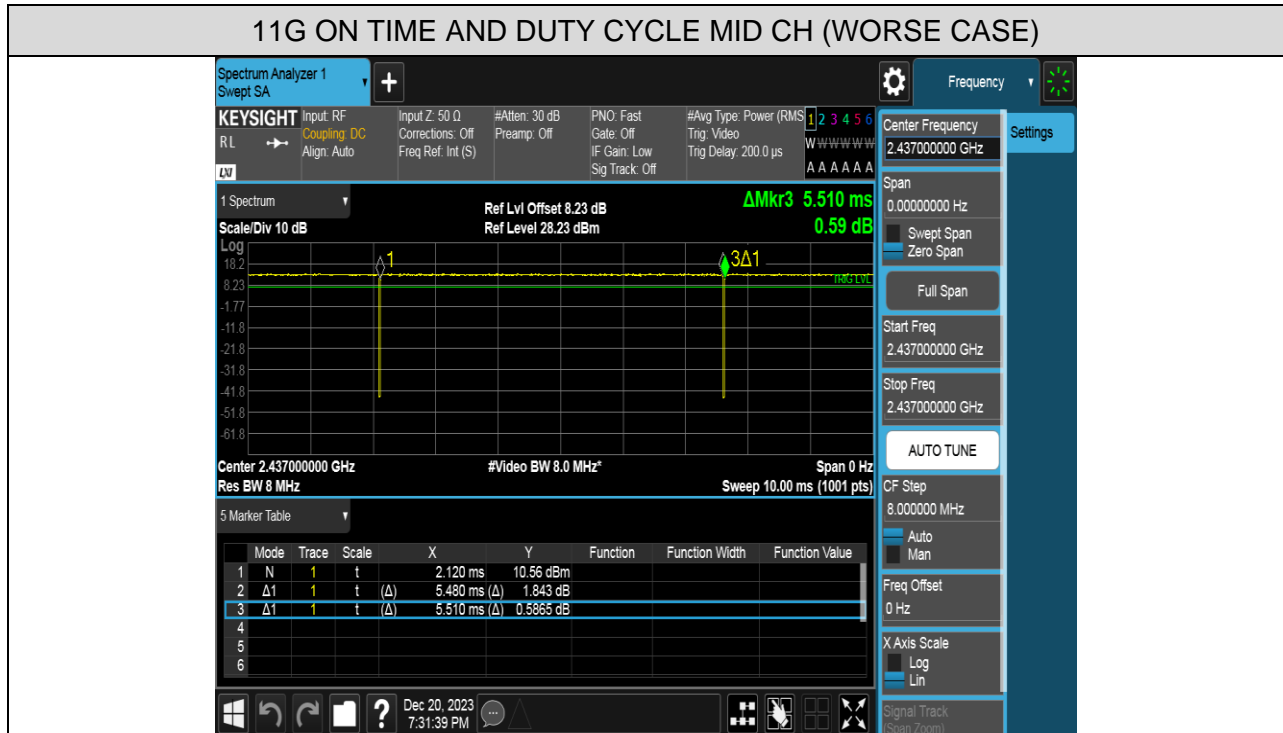 11G ON TIME AND DUTY CYCLE MID CH (WORSE CASE)
Spectrum Analyzer 1
Swept SA
+
Frequency
KEYSIGHT
RL
LXI
Input: RF
Coupling: DC
Align: Auto
Input Z: 50 Ω
Corrections: Off
Freq Ref: Int (S)
#Atten: 30 dB
Preamp: Off
PNO: Fast
Gate: Off
IF Gain: Low
Sig Track: Off
#Avg Type: Power (RMS
Trig: Video
Trig Delay: 200.0 µs
1 2 3 4 5 6
W W W W W W
A A A A A A
1 Spectrum
Scale/Div 10 dB
Ref Lvl Offset 8.23 dB
Ref Level 28.23 dBm
ΔMkr3 5.510 ms
0.59 dB
Log
18.2
8.23
-1.77
-11.8
-21.8
-31.8
-41.8
-51.8
-61.8
1
3Δ1
TRIG LVL
Center 2.437000000 GHz
#Video BW 8.0 MHz*
Span 0 Hz
Res BW 8 MHz
Sweep 10.00 ms (1001 pts)
5 Marker Table
Mode Trace Scale X Y Function Function Width Function Value
1 N 1 t 2.120 ms 10.56 dBm
2 Δ1 1 t (Δ) 5.480 ms (Δ) 1.843 dB
3 Δ1 1 t (Δ) 5.510 ms (Δ) 0.5865 dB
4
5
6
?
Dec 20, 2023
7:31:39 PM
Center Frequency
2.437000000 GHz
Settings
Span
0.00000000 Hz
Swept Span
Zero Span
Full Span
Start Freq
2.437000000 GHz
Stop Freq
2.437000000 GHz
AUTO TUNE
CF Step
8.000000 MHz
Auto
Man
Freq Offset
0 Hz
X Axis Scale
Log
Lin
Signal Track
(Span Zoom)